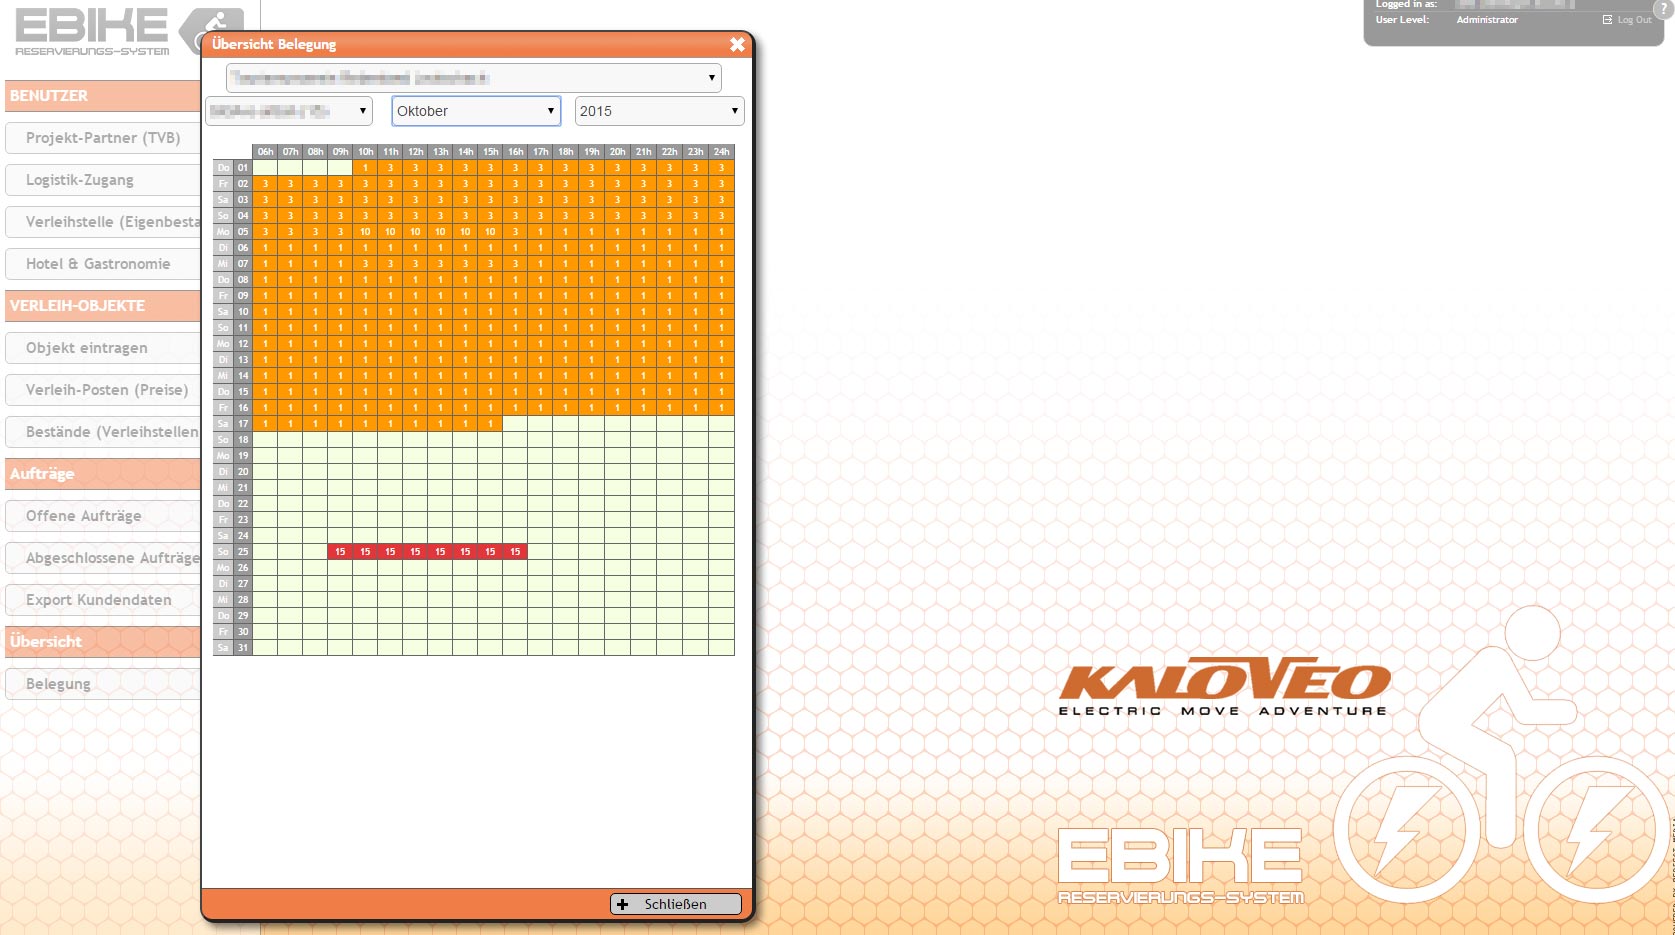 EBIKE
RESERVIERUNGS-SYSTEM
Logged in as:
User Level: Administrator
Log Out
?
BENUTZER
Projekt-Partner (TVB)
Logistik-Zugang
Verleihstelle (Eigenbesta
Hotel & Gastronomie
VERLEIH-OBJEKTE
Objekt eintragen
Verleih-Posten (Preise)
Bestände (Verleihstellen
Aufträge
Offene Aufträge
Abgeschlossene Aufträge
Export Kundendaten
Übersicht
Belegung
Übersicht Belegung
Oktober
2015
06h 07h 08h 09h 10h 11h 12h 13h 14h 15h 16h 17h 18h 19h 20h 21h 22h 23h 24h
Do 01 1 3 3 3 3 3 3 3 3 3 3 3 3 3 3
Fr 02 3 3 3 3 3 3 3 3 3 3 3 3 3 3 3 3 3 3 3
Sa 03 3 3 3 3 3 3 3 3 3 3 3 3 3 3 3 3 3 3 3
So 04 3 3 3 3 3 3 3 3 3 3 3 3 3 3 3 3 3 3 3
Mo 05 3 3 3 3 10 10 10 10 10 10 3 1 1 1 1 1 1 1 1
Di 06 1 1 1 1 1 1 1 1 1 1 1 1 1 1 1 1 1 1 1
Mi 07 1 1 1 1 3 3 3 3 3 3 3 1 1 1 1 1 1 1 1
Do 08 1 1 1 1 1 1 1 1 1 1 1 1 1 1 1 1 1 1 1
Fr 09 1 1 1 1 1 1 1 1 1 1 1 1 1 1 1 1 1 1 1
Sa 10 1 1 1 1 1 1 1 1 1 1 1 1 1 1 1 1 1 1 1
So 11 1 1 1 1 1 1 1 1 1 1 1 1 1 1 1 1 1 1 1
Mo 12 1 1 1 1 1 1 1 1 1 1 1 1 1 1 1 1 1 1 1
Di 13 1 1 1 1 1 1 1 1 1 1 1 1 1 1 1 1 1 1 1
Mi 14 1 1 1 1 1 1 1 1 1 1 1 1 1 1 1 1 1 1 1
Do 15 1 1 1 1 1 1 1 1 1 1 1 1 1 1 1 1 1 1 1
Fr 16 1 1 1 1 1 1 1 1 1 1 1 1 1 1 1 1 1 1 1
Sa 17 1 1 1 1 1 1 1 1 1 1
So 18
Mo 19
Di 20
Mi 21
Do 22
Fr 23
Sa 24
So 25 15 15 15 15 15 15 15 15
Mo 26
Di 27
Mi 28
Do 29
Fr 30
Sa 31
Schließen
KALOVEO
ELECTRIC MOVE ADVENTURE
EBIKE
RESERVIERUNGS-SYSTEM